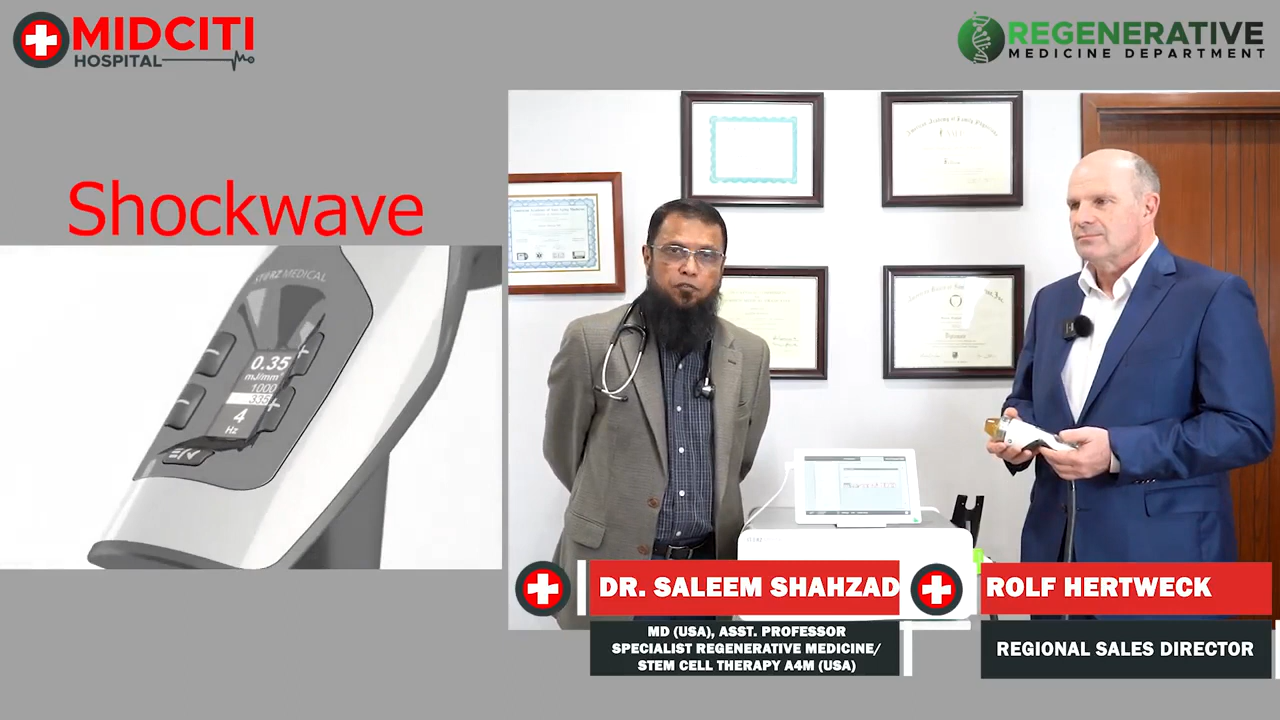 MIDCITI
HOSPITAL
REGENERATIVE
MEDICINE DEPARTMENT
Shockwave
STORZ MEDICAL
0.35
mJ/mm²
1000
335
4
Hz
DR. SALEEM SHAHZAD
MD (USA), ASST. PROFESSOR
SPECIALIST REGENERATIVE MEDICINE/
STEM CELL THERAPY A4M (USA)
ROLF HERTWECK
REGIONAL SALES DIRECTOR